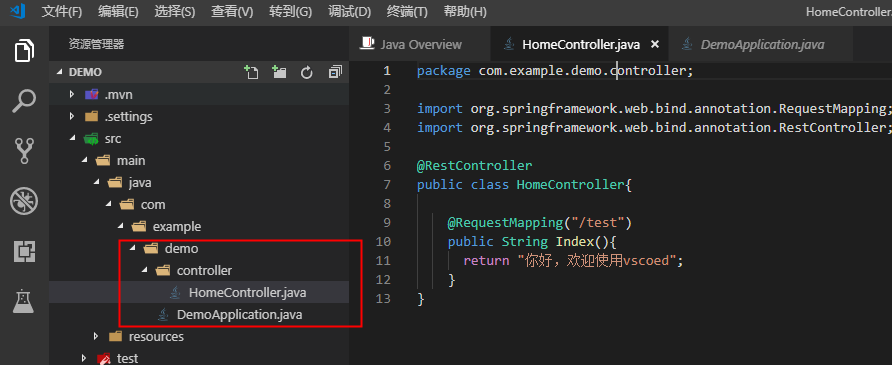 文件(F) 编辑(E) 选择(S) 查看(V) 转到(G) 调试(D) 终端(T) 帮助(H) HomeController.
资源管理器
Java Overview HomeController.java × DemoApplication.java
DEMO
.mvn
.settings
src
main
java
com
example
demo
controller
HomeController.java
DemoApplication.java
resources
test
1 package com.example.demo.controller;
2
3 import org.springframework.web.bind.annotation.RequestMapping;
4 import org.springframework.web.bind.annotation.RestController;
5
6 @RestController
7 public class HomeController{
8
9 @RequestMapping("/test")
10 public String Index(){
11 return "你好，欢迎使用vscoed";
12 }
13 }